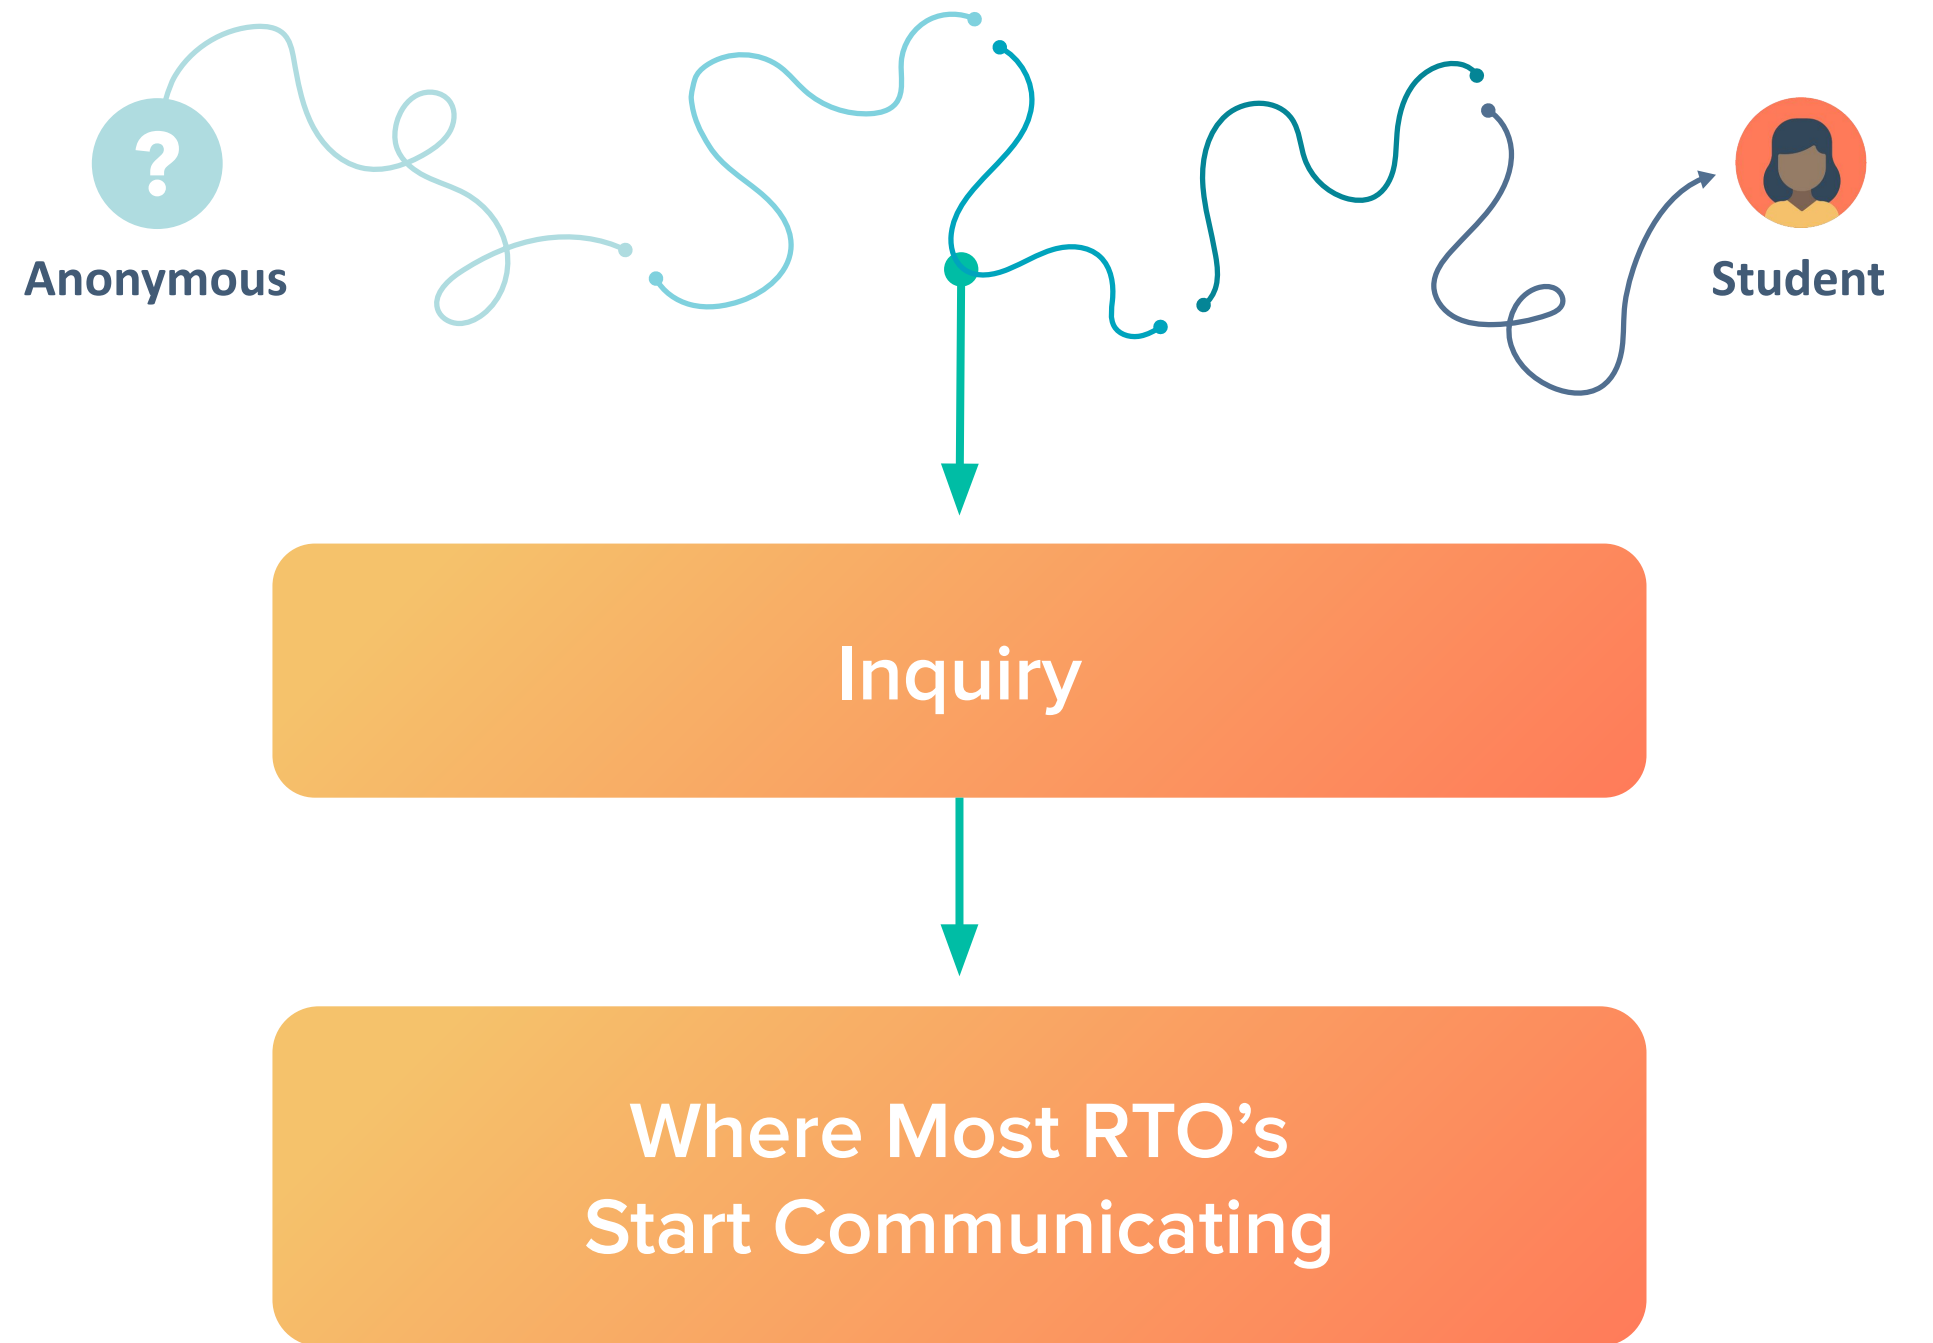 ?
Anonymous
Student
Inquiry
Where Most RTO’s
Start Communicating